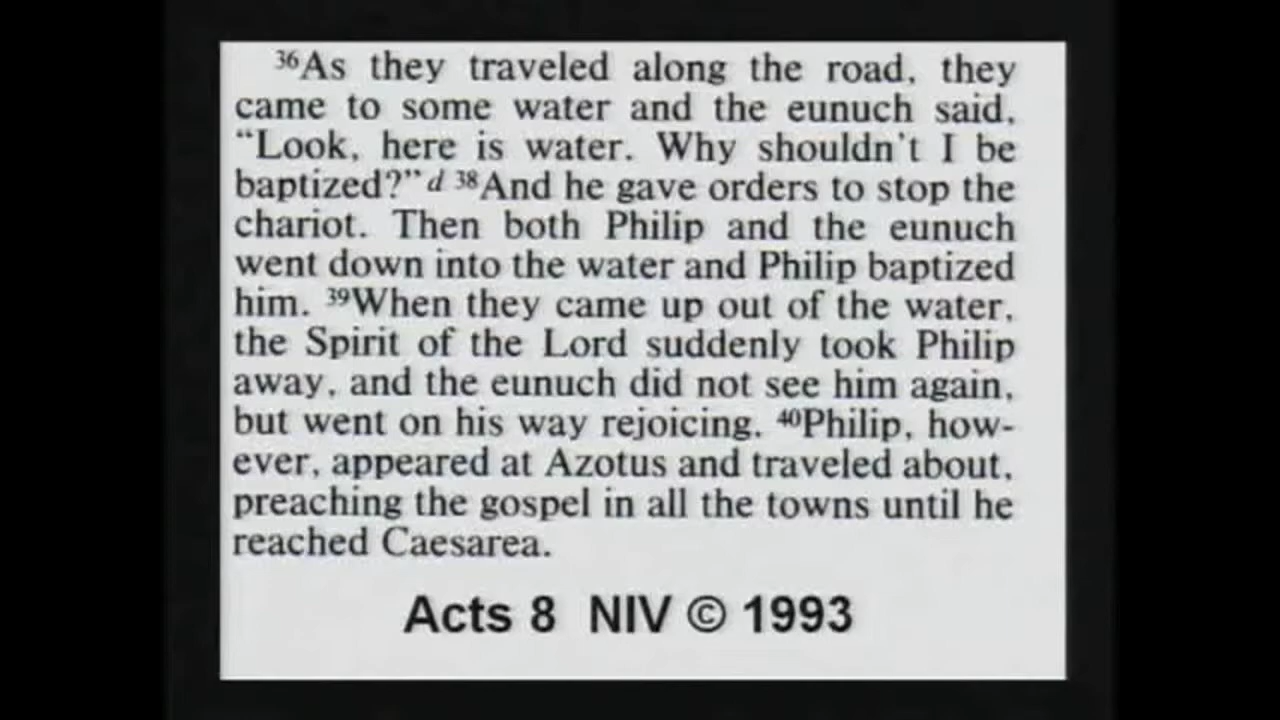 ³⁶As they traveled along the road, they
came to some water and the eunuch said,
“Look, here is water. Why shouldn't I be
baptized?” d ³⁸And he gave orders to stop the
chariot. Then both Philip and the eunuch
went down into the water and Philip baptized
him. ³⁹When they came up out of the water,
the Spirit of the Lord suddenly took Philip
away, and the eunuch did not see him again,
but went on his way rejoicing. ⁴⁰Philip, how-
ever, appeared at Azotus and traveled about,
preaching the gospel in all the towns until he
reached Caesarea.
Acts 8 NIV © 1993